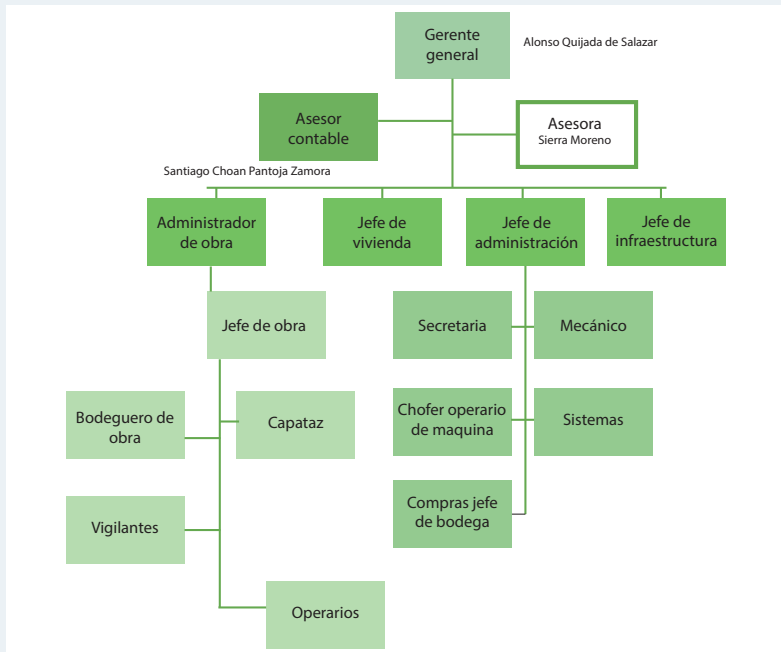 Gerente
general
Alonso Quijada de Salazar
Asesor
contable
Asesora
Sierra Moreno
Santiago Choan Pantoja Zamora
Administrador
de obra
Jefe de
vivienda
Jefe de
administración
Jefe de
infraestructura
Jefe de obra
Secretaria
Mecánico
Bodeguero de
obra
Capataz
Chofer operario
de maquina
Sistemas
Vigilantes
Compras jefe
de bodega
Operarios